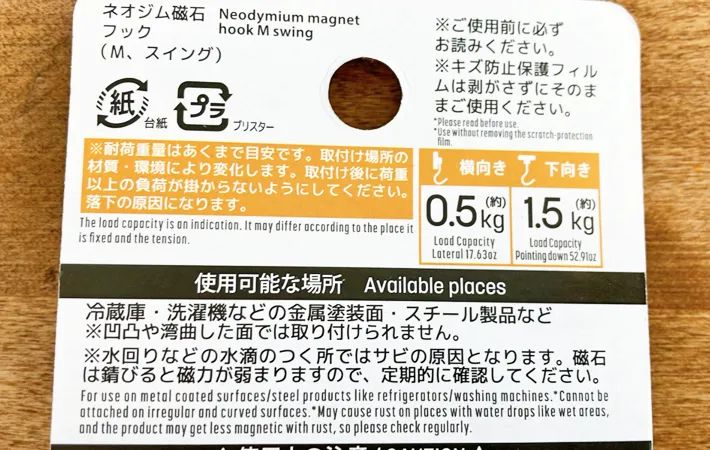 ネオジム磁石 Neodymium magnet
フック hook M swing
(M、スイング)
※ご使用前に必ず
お読みください。
※キズ防止保護フィル
ムは剥がさずにそのま
まご使用ください。
*Please read before use.
*Use without removing the scratch-protection
film.
紙 台紙 プラ ブリスター
※耐荷重量はあくまで目安です。取付け場所の
材質・環境により変化します。取付け後に荷重
以上の負荷が掛からないようにしてください。
落下の原因になります。
The load capacity is an indication. It may differ according to the place it
is fixed and the tension.
横向き
0.5(約)kg
Load Capacity
Lateral 17.63oz
下向き
1.5(約)kg
Load Capacity
Pointing down 52.91oz
使用可能な場所 Available places
冷蔵庫・洗濯機などの金属塗装面・スチール製品など
※凹凸や湾曲した面では取り付けられません。
※水回りなどの水滴のつく所ではサビの原因となります。磁石
は錆びると磁力が弱まりますので、定期的に確認してください。
For use on metal coated surfaces/steel products like refrigerators/washing machines.*Cannot be
attached on irregular and curved surfaces.*May cause rust on places with water drops like wet areas,
and the product may get less magnetic with rust, so please check regularly.